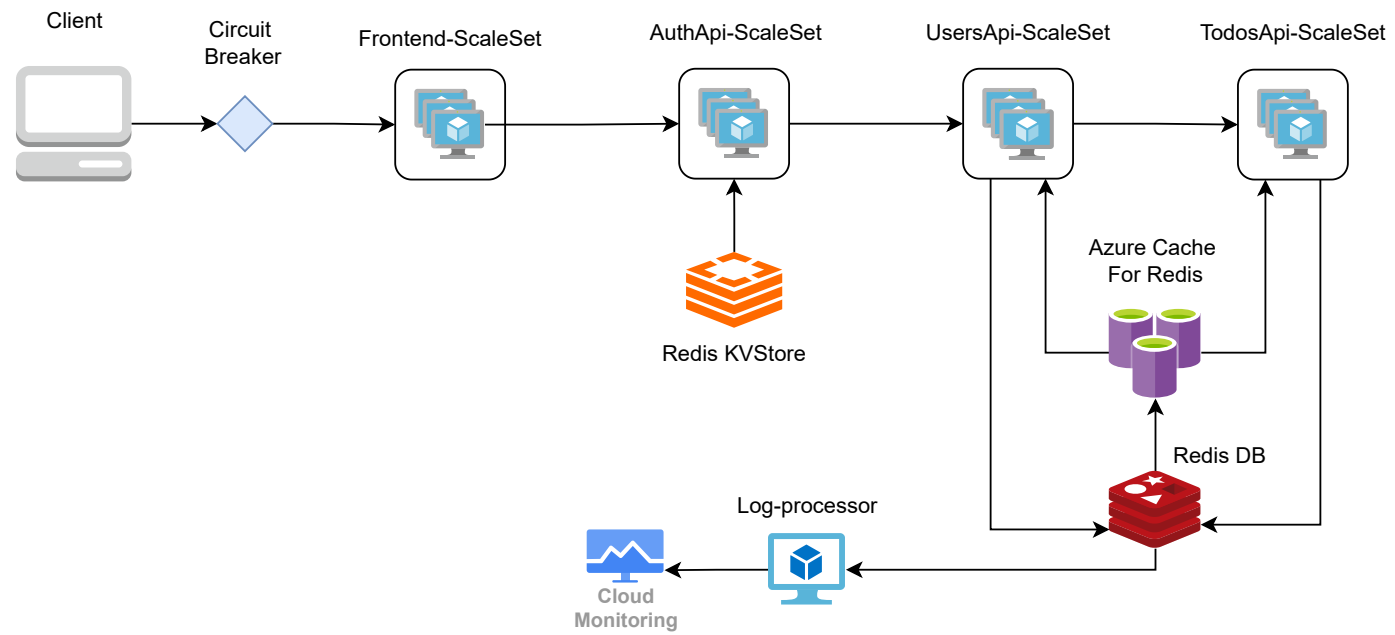 Client
Circuit
Breaker
Frontend-ScaleSet
AuthApi-ScaleSet
UsersApi-ScaleSet
TodosApi-ScaleSet
Azure Cache
For Redis
Redis KVStore
Redis DB
Log-processor
Cloud
Monitoring